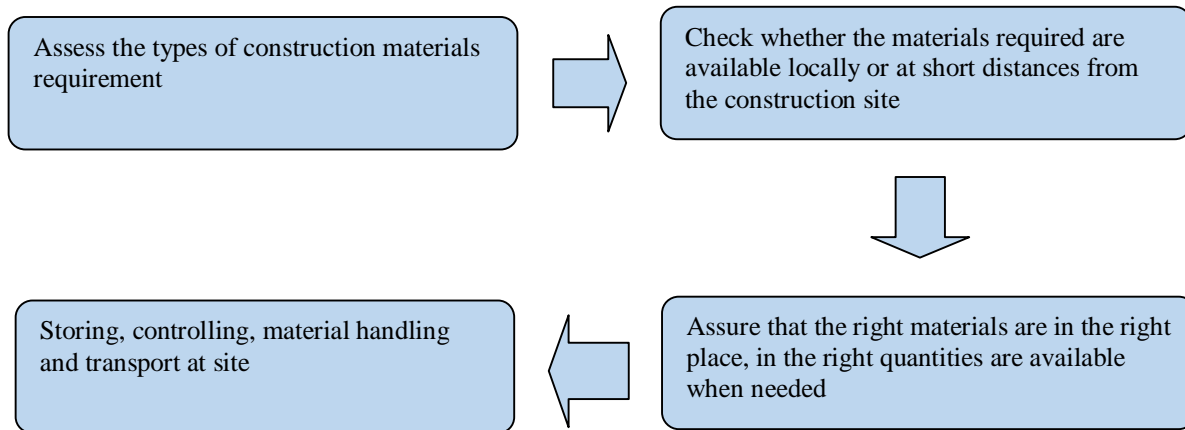 Assess the types of construction materials
requirement
Check whether the materials required are
available locally or at short distances from
the construction site
Assure that the right materials are in the right
place, in the right quantities are available
when needed
Storing, controlling, material handling
and transport at site